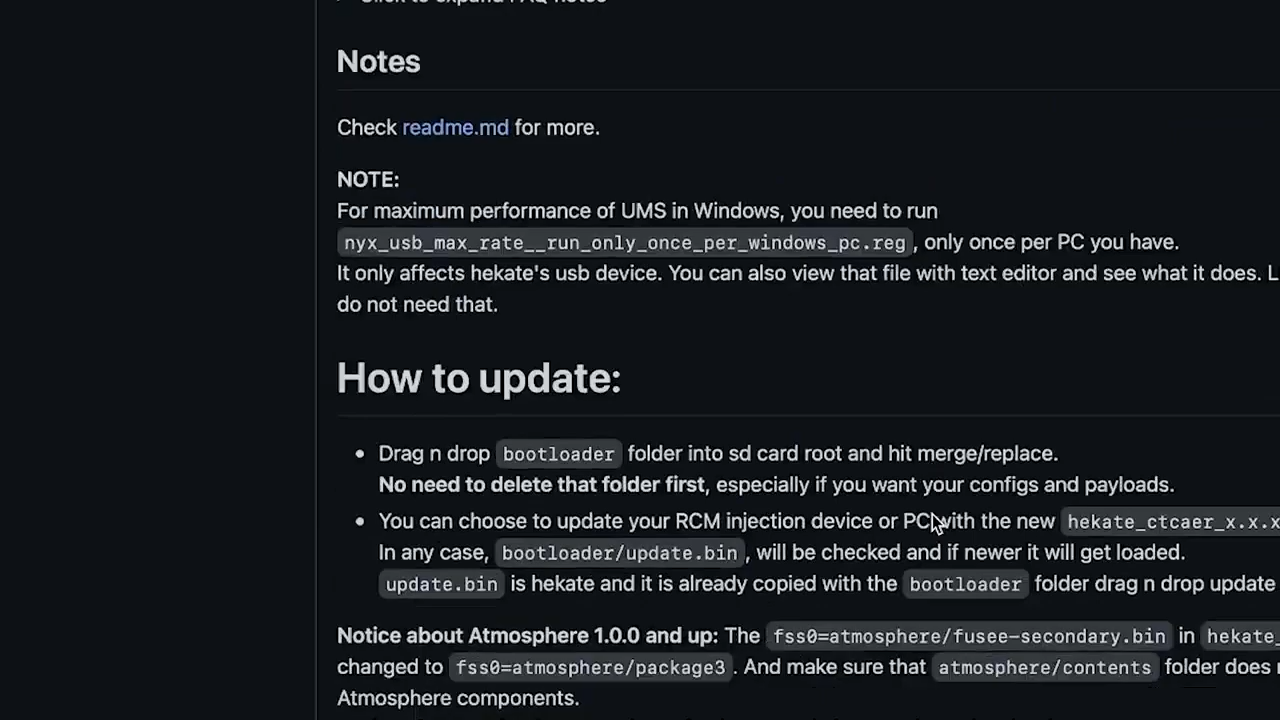 Click to expand FAQ notes
Notes
Check readme.md for more.
NOTE:
For maximum performance of UMS in Windows, you need to run
nyx_usb_max_rate__run_only_once_per_windows_pc.reg, only once per PC you have.
It only affects hekate's usb device. You can also view that file with text editor and see what it does. L
do not need that.
How to update:
Drag n drop bootloader folder into sd card root and hit merge/replace.
No need to delete that folder first, especially if you want your configs and payloads.
You can choose to update your RCM injection device or PC with the new hekate_ctcaer_x.x.x
In any case, bootloader/update.bin, will be checked and if newer it will get loaded.
update.bin is hekate and it is already copied with the bootloader folder drag n drop update
Notice about Atmosphere 1.0.0 and up: The fss0=atmosphere/fusee-secondary.bin in hekate_
changed to fss0=atmosphere/package3. And make sure that atmosphere/contents folder does
Atmosphere components.